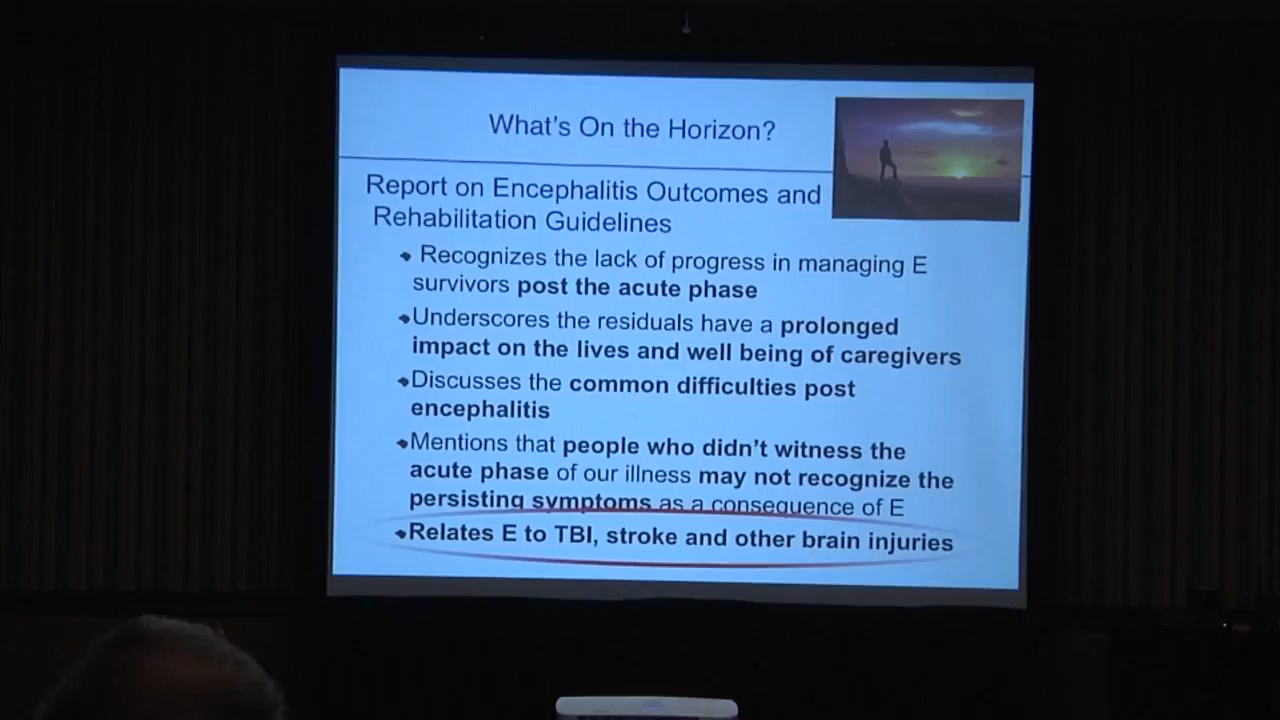 What's On the Horizon?
Report on Encephalitis Outcomes and
Rehabilitation Guidelines
Recognizes the lack of progress in managing E
survivors post the acute phase
Underscores the residuals have a prolonged
impact on the lives and well being of caregivers
Discusses the common difficulties post
encephalitis
Mentions that people who didn't witness the
acute phase of our illness may not recognize the
persisting symptoms as a consequence of E
Relates E to TBI, stroke and other brain injuries